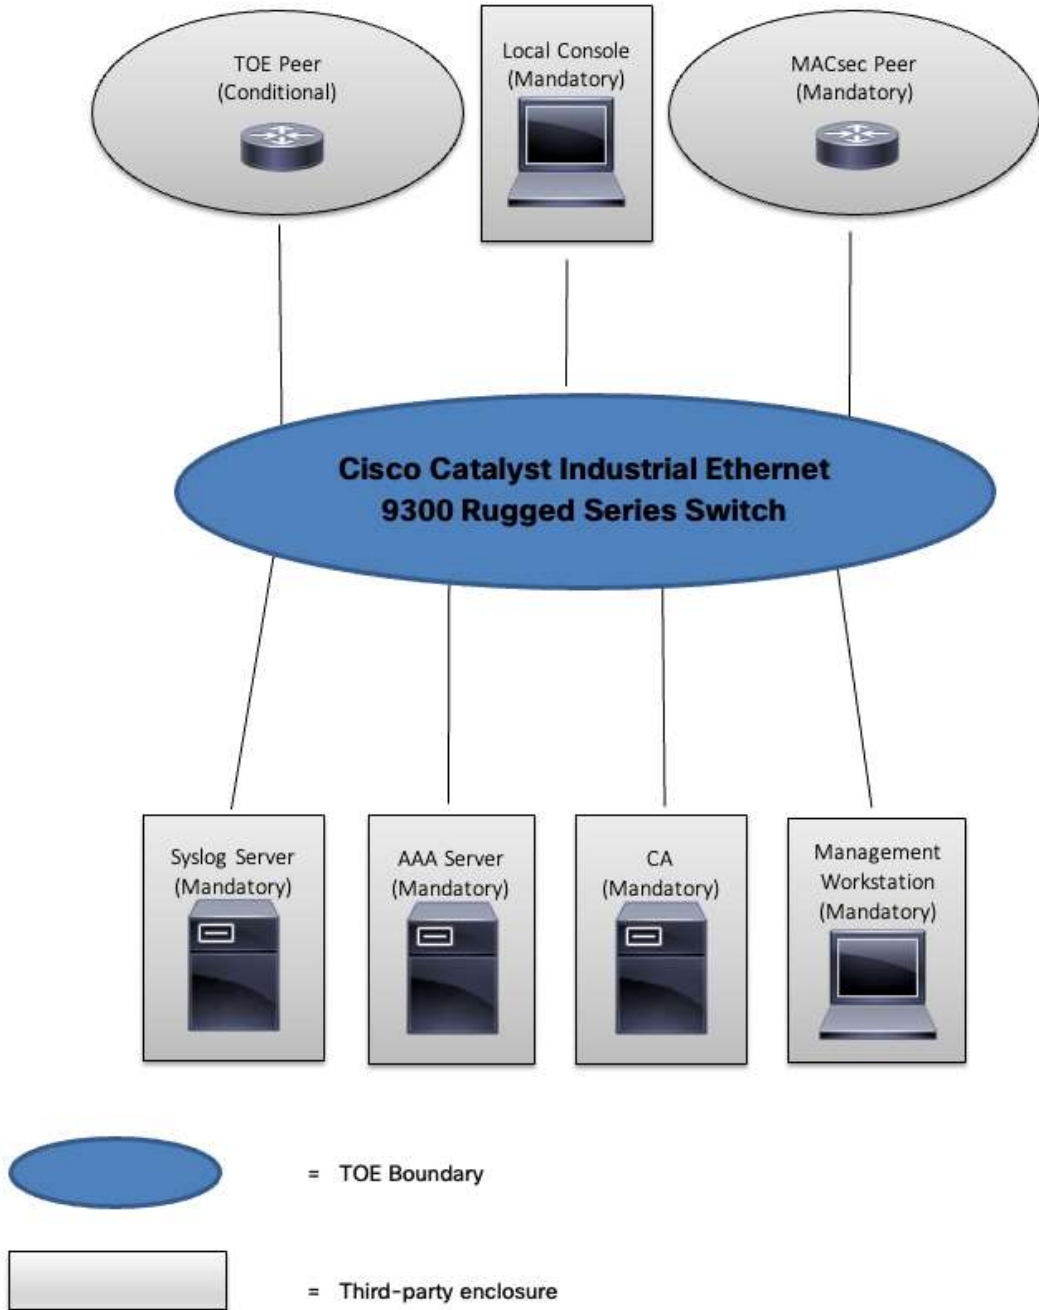 TOE Peer
(Conditional)
Local Console
(Mandatory)
MACsec Peer
(Mandatory)
Cisco Catalyst Industrial Ethernet
9300 Rugged Series Switch
Syslog Server
(Mandatory)
AAA Server
(Mandatory)
CA
(Mandatory)
Management
Workstation
(Mandatory)
= TOE Boundary
= Third-party enclosure